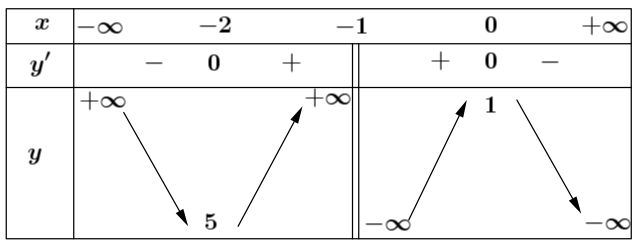 x −∞ −2 −1 0 +∞
y′ − 0 + + 0 −
+∞ +∞ 1
y
5 −∞ −∞